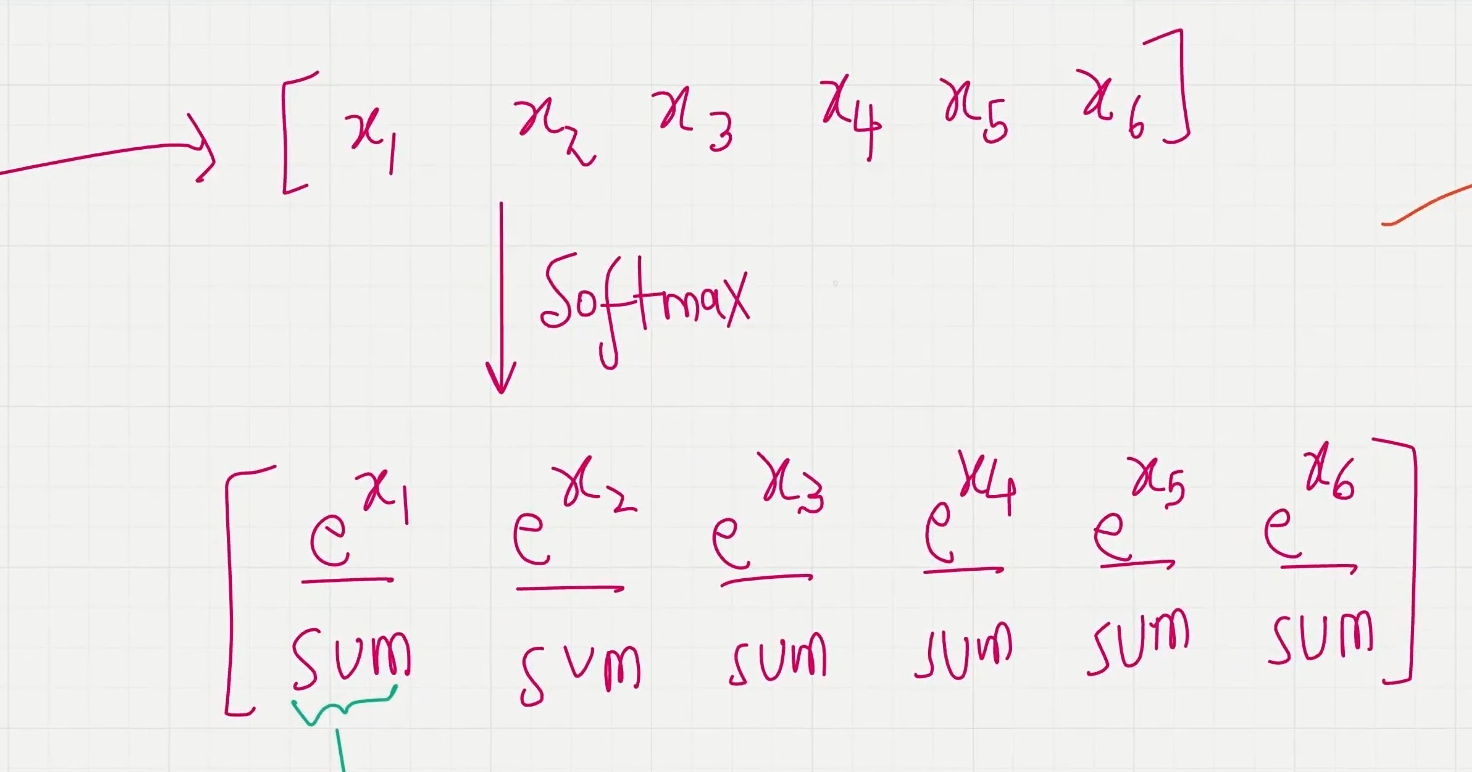 [ x₁ x₂ x₃ x₄ x₅ x₆ ]
Softmax
[ e^x₁ e^x₂ e^x₃ e^x₄ e^x₅ e^x₆ ]
sum sum sum sum sum sum